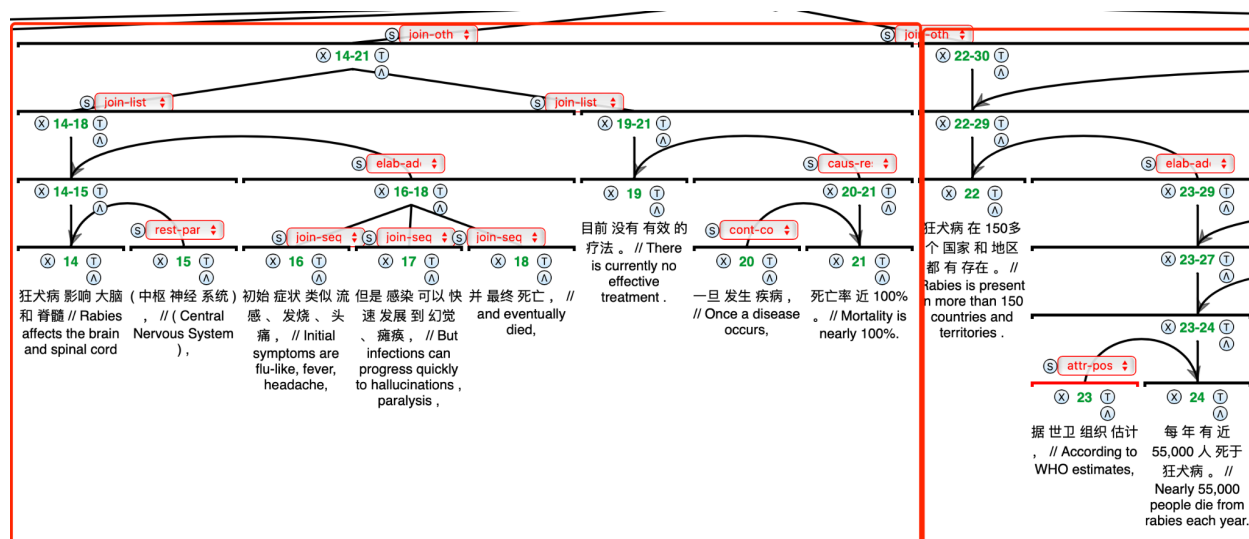 S join-oth
S join-oth
X 14-21 T
Λ
X 22-30 T
Λ
S join-list
S join-list
X 14-18 T
Λ
X 19-21 T
Λ
X 22-29 T
Λ
S elab-ad
S caus-re
S elab-ad
X 14-15 T
Λ
X 16-18 T
Λ
X 19 T
Λ
X 20-21 T
Λ
X 22 T
Λ
X 23-29 T
Λ
目前 没有 有效 的
疗法 。 // There
is currently no
effective
treatment .
狂犬病 在 150多
个 国家 和 地区
都 有 存在 。 //
Rabies is present
in more than 150
countries and
territories .
S rest-par
S join-seq
S join-seq
S join-seq
S cont-co
X 14 T
Λ
X 15 T
Λ
X 16 T
Λ
X 17 T
Λ
X 18 T
Λ
X 20 T
Λ
X 21 T
Λ
X 23-27 T
Λ
狂犬病 影响 大脑
和 脊髓 // Rabies
affects the brain
and spinal cord
( 中枢 神经 系统 )
， // ( Central
Nervous System )
,
初始 症状 类似 流
感 、 发烧 、 头
痛 ， // Initial
symptoms are
flu-like, fever,
headache,
但是 感染 可以 快
速 发展 到 幻觉
、 瘫痪 ， // But
infections can
progress quickly
to hallucinations ,
paralysis ,
并 最终 死亡 ， //
and eventually
died,
一旦 发生 疾病 ，
// Once a disease
occurs,
死亡率 近 100%
。 // Mortality is
nearly 100%.
X 23-24 T
Λ
S attr-pos
X 23 T
Λ
X 24 T
Λ
据 世卫 组织 估计
， // According to
WHO estimates,
每 年 有 近
55,000 人 死于
狂犬病 。 //
Nearly 55,000
people die from
rabies each year.